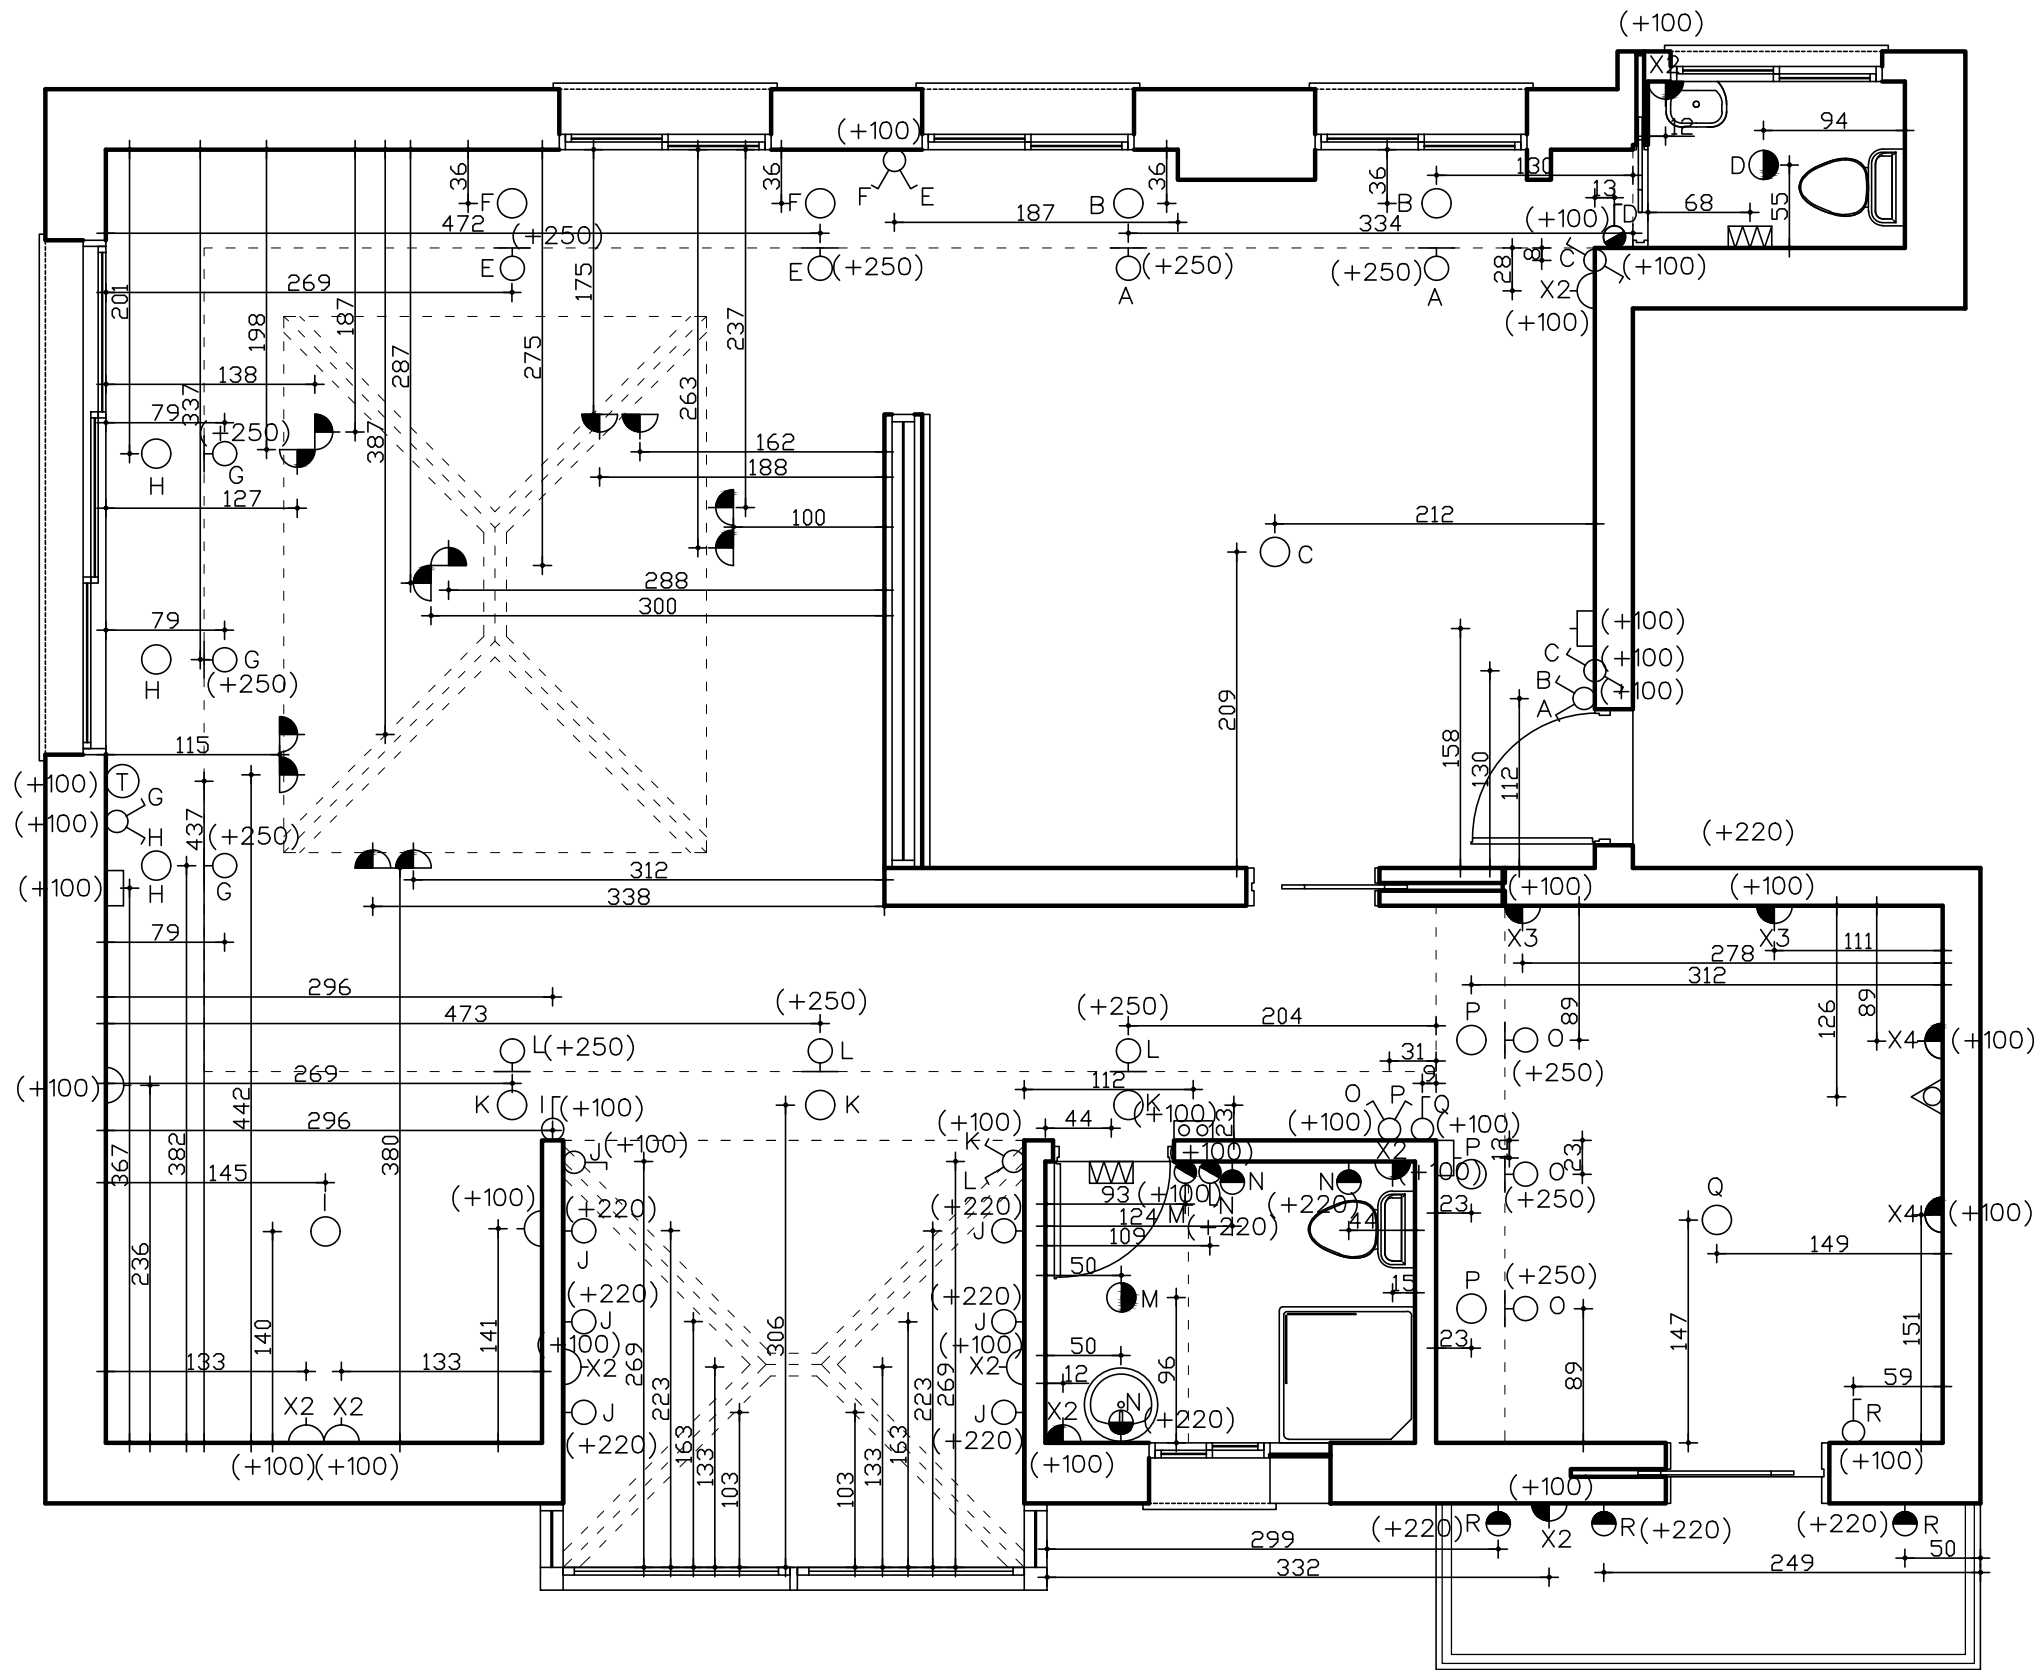 (+100)
X2
12
94
D
(+100)
36
36
36
36
130
F
E
F
F
B
B
13
D
68
55
472
187
334
(+100)
(+250)
E
E
(+250)
(+250)
(+250)
A
A
28
8
C
(+100)
X2
(+100)
269
201
198
187
175
275
287
237
263
138
337
79
387
(+250)
H
G
127
162
188
100
212
C
288
300
79
H
G
(+250)
209
158
130
112
(+100)
C
(+100)
B
(+100)
A
115
(+100)
T
G
(+100)
H
437
(+250)
(+220)
(+100)
H
G
312
338
(+100)
(+100)
X3
X3
79
111
278
312
296
473
(+250)
(+250)
204
P
89
126
89
L
(+250)
L
L
O
(+250)
X4
(+100)
31
9
(+100)
269
442
112
K
I
(+100)
K
K
(+100)
O
P
Q
296
(+100)
44
23
(+100)
(+100)
367
382
380
236
J
(+100)
K
L
(+100)
X2
(+100)
P
12
23
O
(+250)
145
I
(+100)
(+220)
J
(+220)
J
93
(+100)
M
N
N
N
(+220)
124
(+220)
109
44
23
Q
X4
(+100)
149
50
M
15
(+220)
J
(+220)
J
P
(+250)
O
140
141
(+100)
X2
(+100)
X2
306
269
223
163
133
103
103
133
163
223
269
50
12
96
23
89
147
151
133
133
X2
X2
J
(+220)
J
(+220)
X2
N
(+220)
59
R
(+100)
(+100)
(+100)
(+100)
(+100)
(+220)
R
X2
R
(+220)
(+220)
R
299
332
50
249